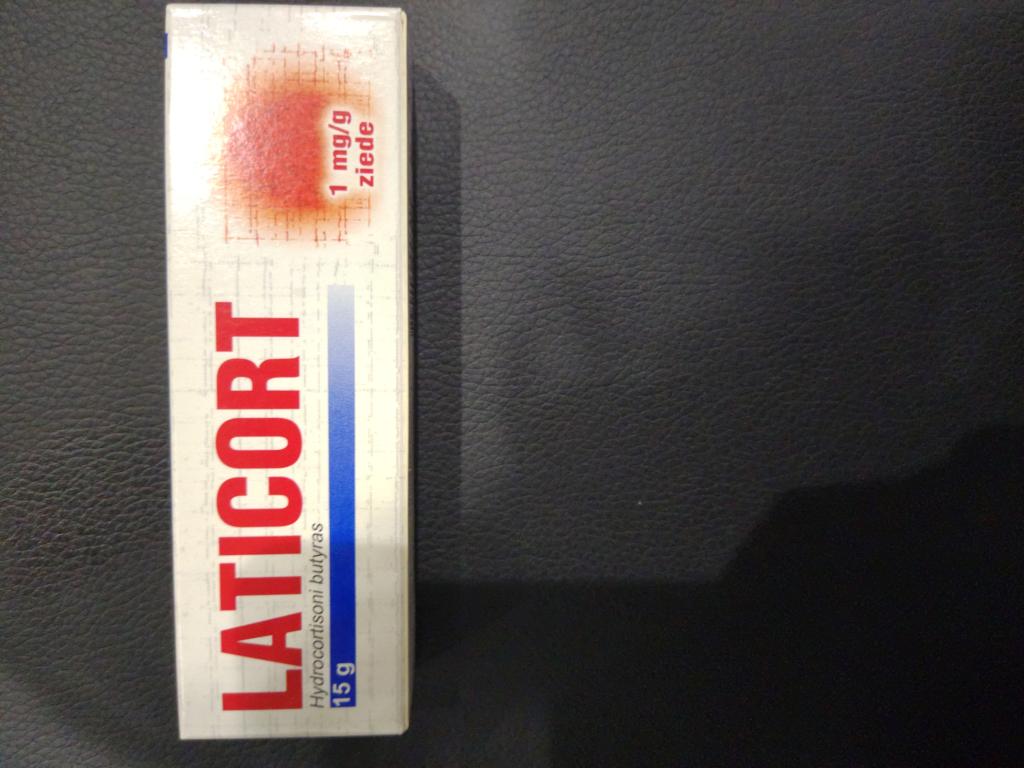 LATICORT
Hydrocortisoni butyras
15 g
1 mg/g
ziede